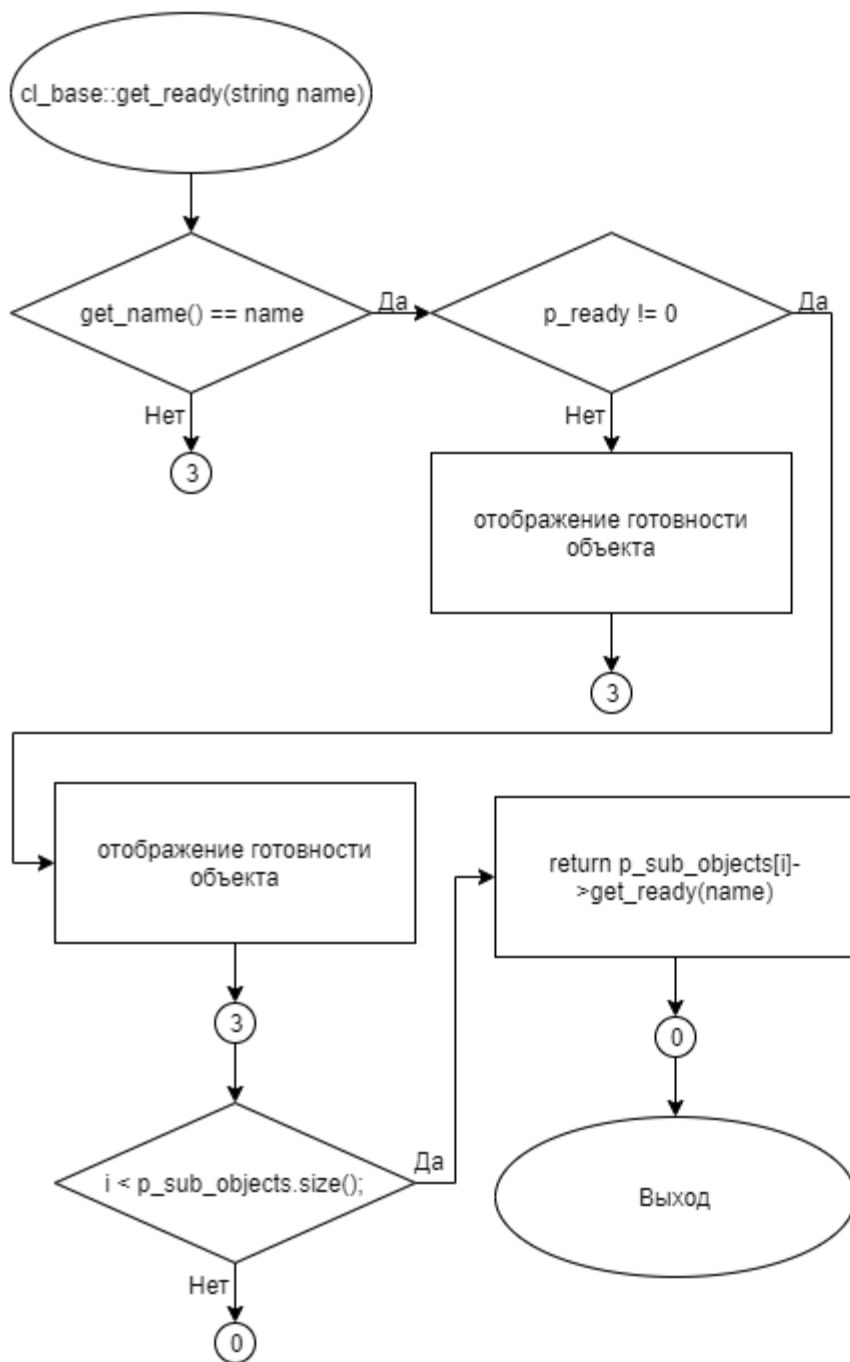 cl_base::get_ready(string name)
get_name() == name
Да
p_ready != 0
Да
Нет
3
Нет
отображение готовности
объекта
3
отображение готовности
объекта
return p_sub_objects[i]-
>get_ready(name)
3
0
i < p_sub_objects.size();
Да
Выход
Нет
0